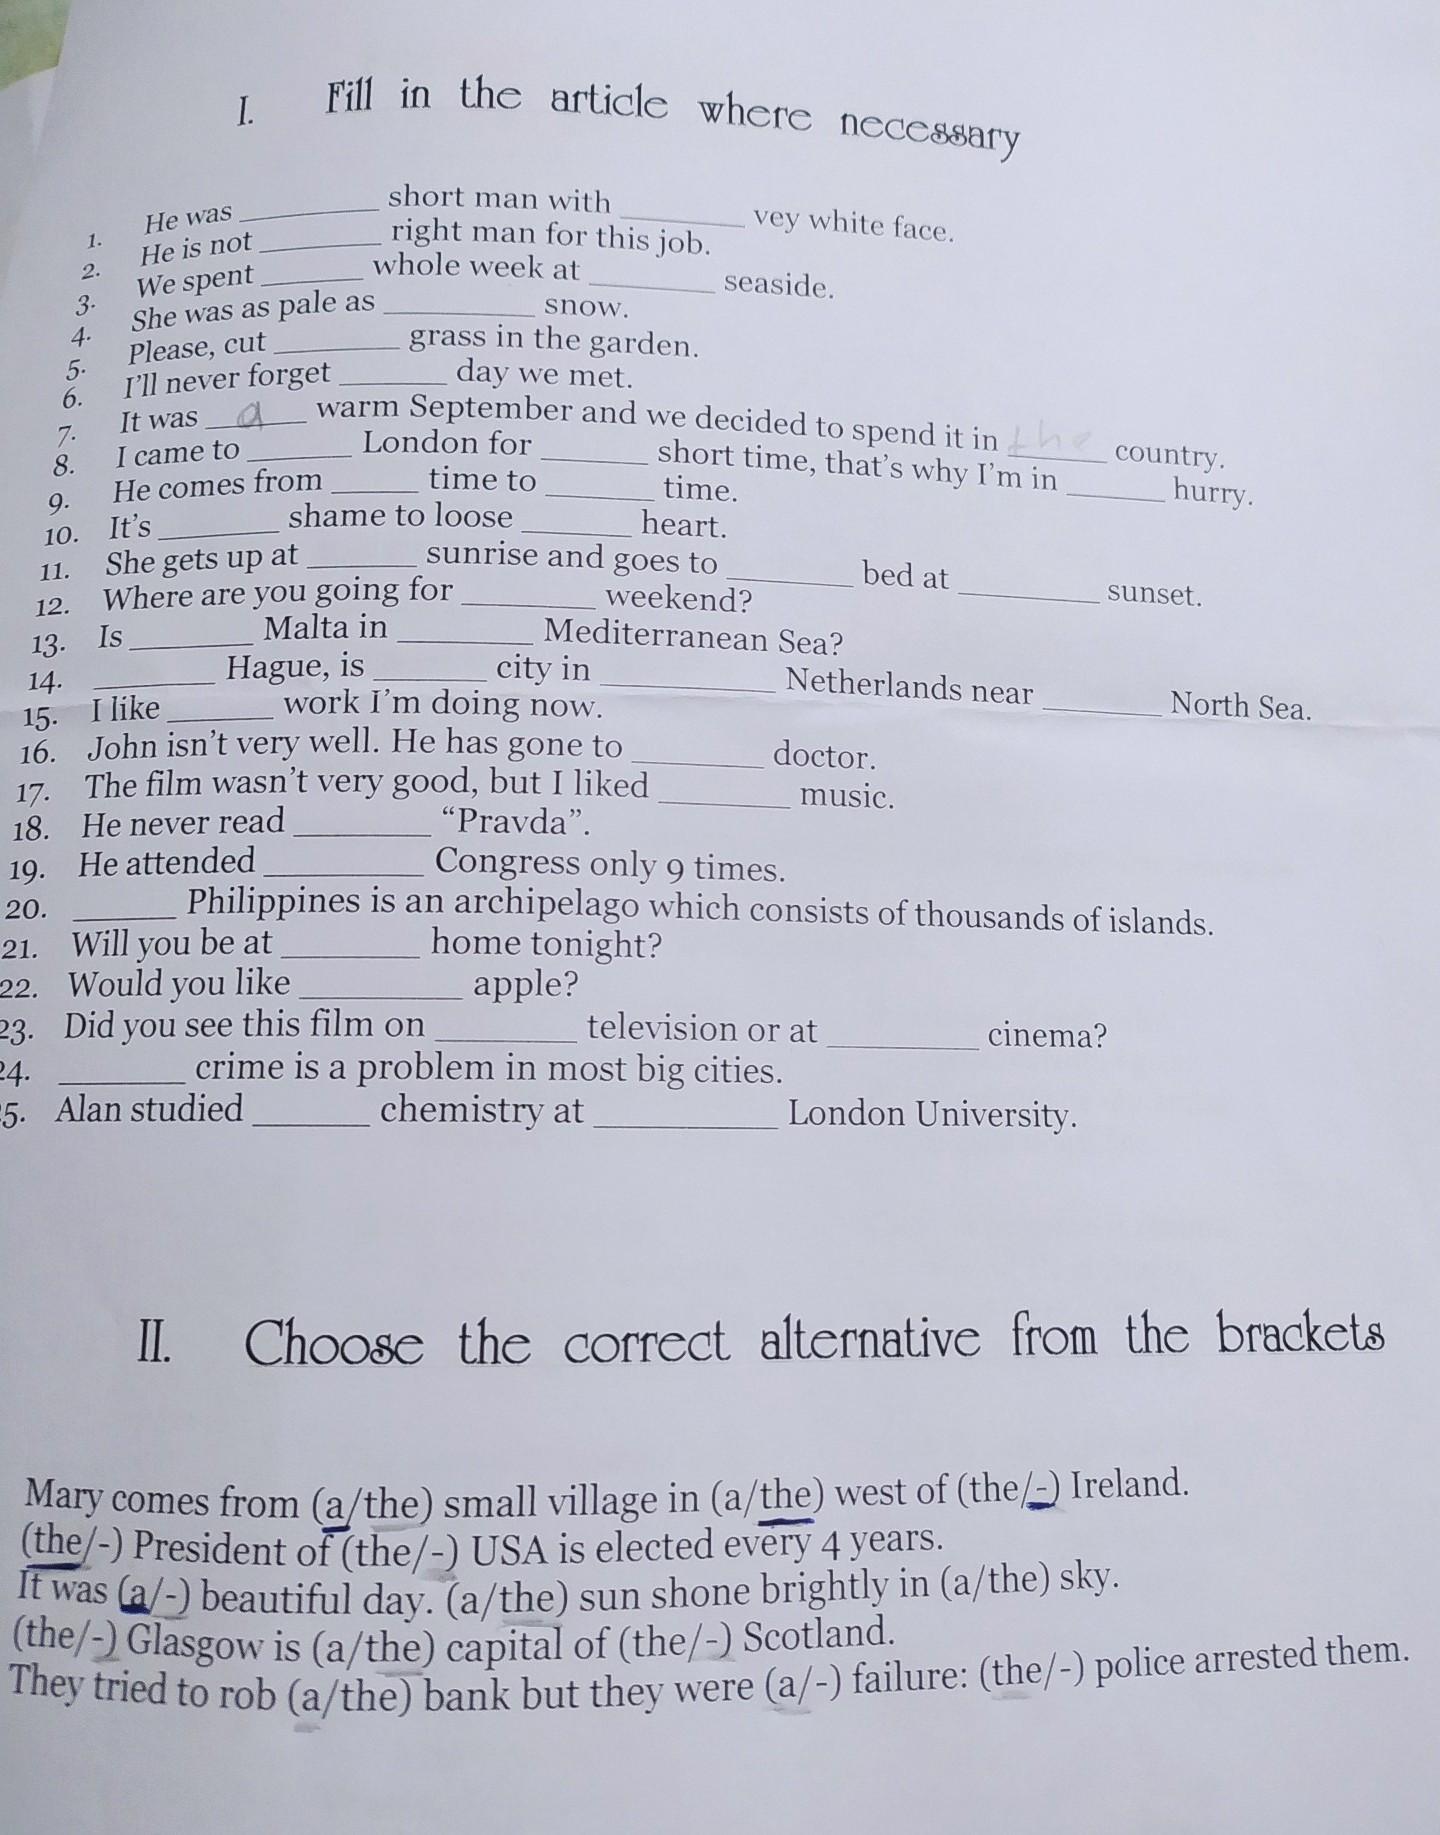 I. Fill in the article where necessary
1. He was ________ short man with ________ vey white face.
2. He is not ________ right man for this job.
3. We spent ________ whole week at ________ seaside.
4. She was as pale as ________ snow.
5. Please, cut ________ grass in the garden.
6. I'll never forget ________ day we met.
7. It was a warm September and we decided to spend it in the country.
8. I came to ________ London for ________ short time, that's why I'm in ________ hurry.
9. He comes from ________ time to ________ time.
10. It's ________ shame to loose ________ heart.
11. She gets up at ________ sunrise and goes to ________ bed at ________ sunset.
12. Where are you going for ________ weekend?
13. Is ________ Malta in ________ Mediterranean Sea?
14. ________ Hague, is ________ city in ________ Netherlands near ________ North Sea.
15. I like ________ work I'm doing now.
16. John isn't very well. He has gone to ________ doctor.
17. The film wasn't very good, but I liked ________ music.
18. He never read ________ “Pravda”.
19. He attended ________ Congress only 9 times.
20. ________ Philippines is an archipelago which consists of thousands of islands.
21. Will you be at ________ home tonight?
22. Would you like ________ apple?
23. Did you see this film on ________ television or at ________ cinema?
24. ________ crime is a problem in most big cities.
5. Alan studied ________ chemistry at ________ London University.
II. Choose the correct alternative from the brackets
Mary comes from (a/the) small village in (a/the) west of (the/-) Ireland.
(the/-) President of (the/-) USA is elected every 4 years.
It was (a/-) beautiful day. (a/the) sun shone brightly in (a/the) sky.
(the/-) Glasgow is (a/the) capital of (the/-) Scotland.
They tried to rob (a/the) bank but they were (a/-) failure: (the/-) police arrested them.